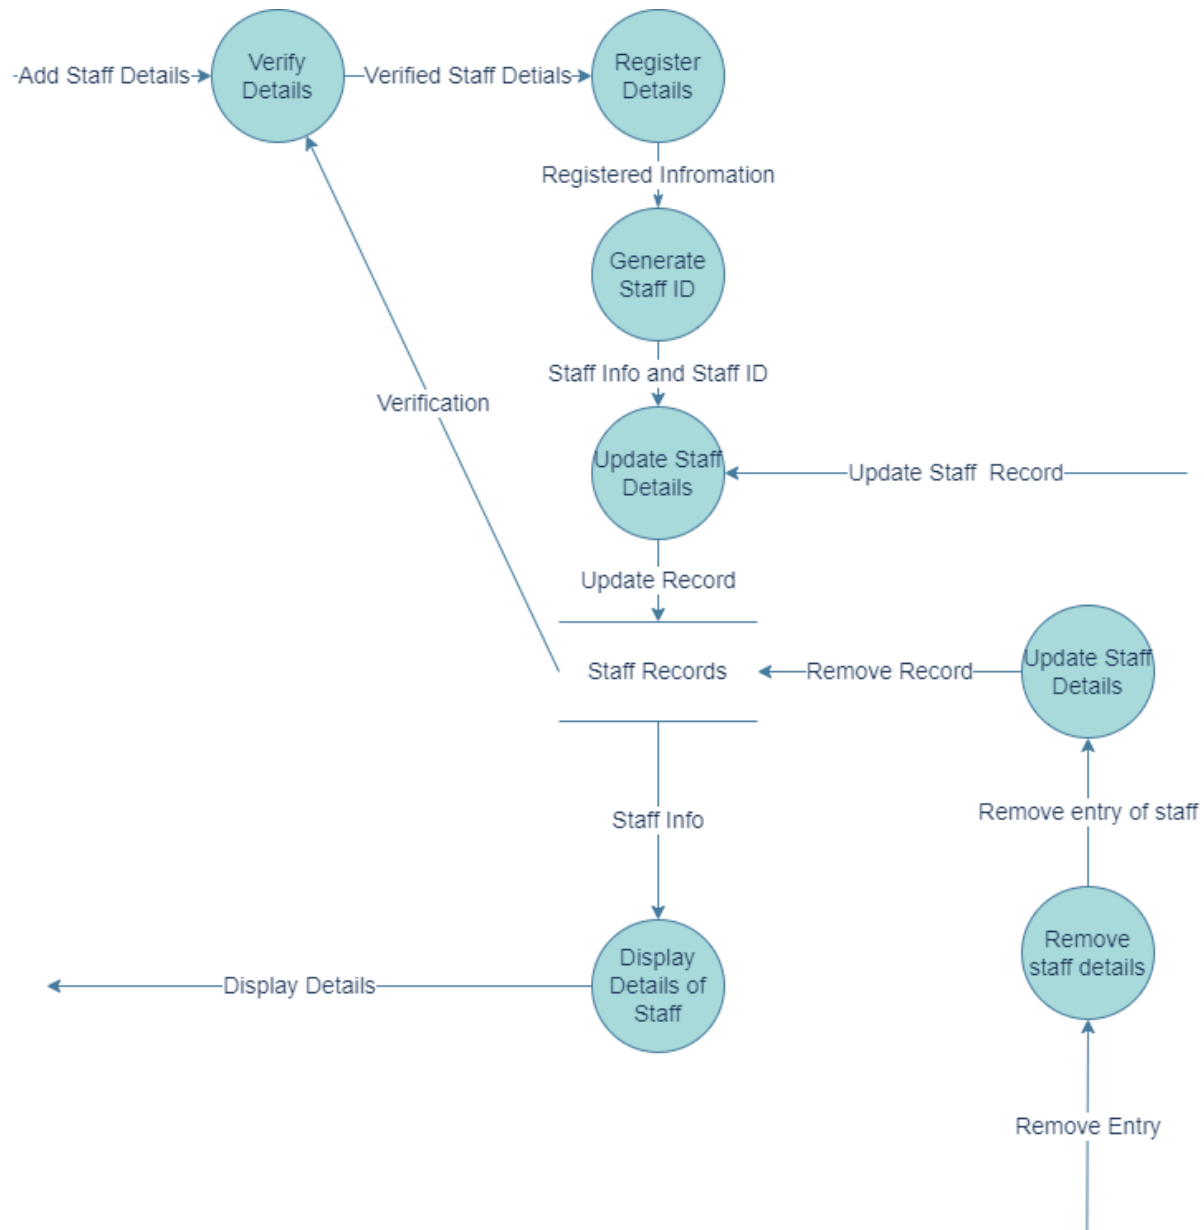 -Add Staff Details
Verify
Details
Verified Staff Detials
Register
Details
Registered Infromation
Generate
Staff ID
Staff Info and Staff ID
Verification
Update Staff
Details
Update Staff  Record
Update Record
Staff Records
Remove Record
Update Staff
Details
Staff Info
Remove entry of staff
Remove
staff details
Display
Details of
Staff
Display Details
Remove Entry